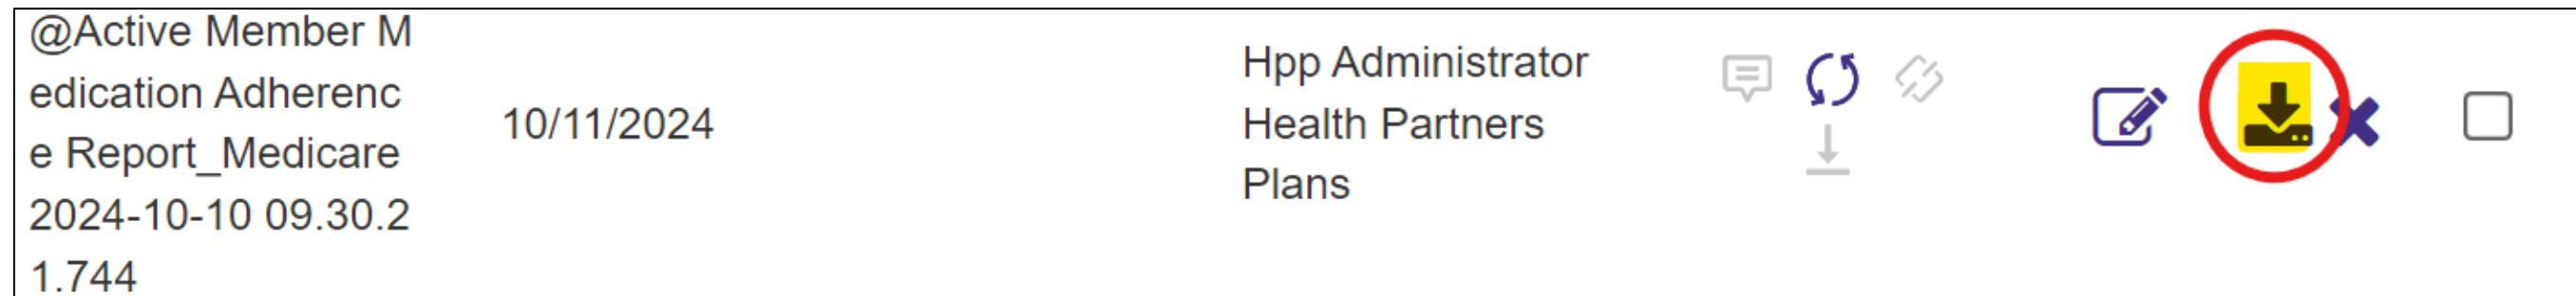 @Active Member M
edication Adherenc
e Report_Medicare
2024-10-10 09.30.2
1.744
10/11/2024
Hpp Administrator
Health Partners
Plans